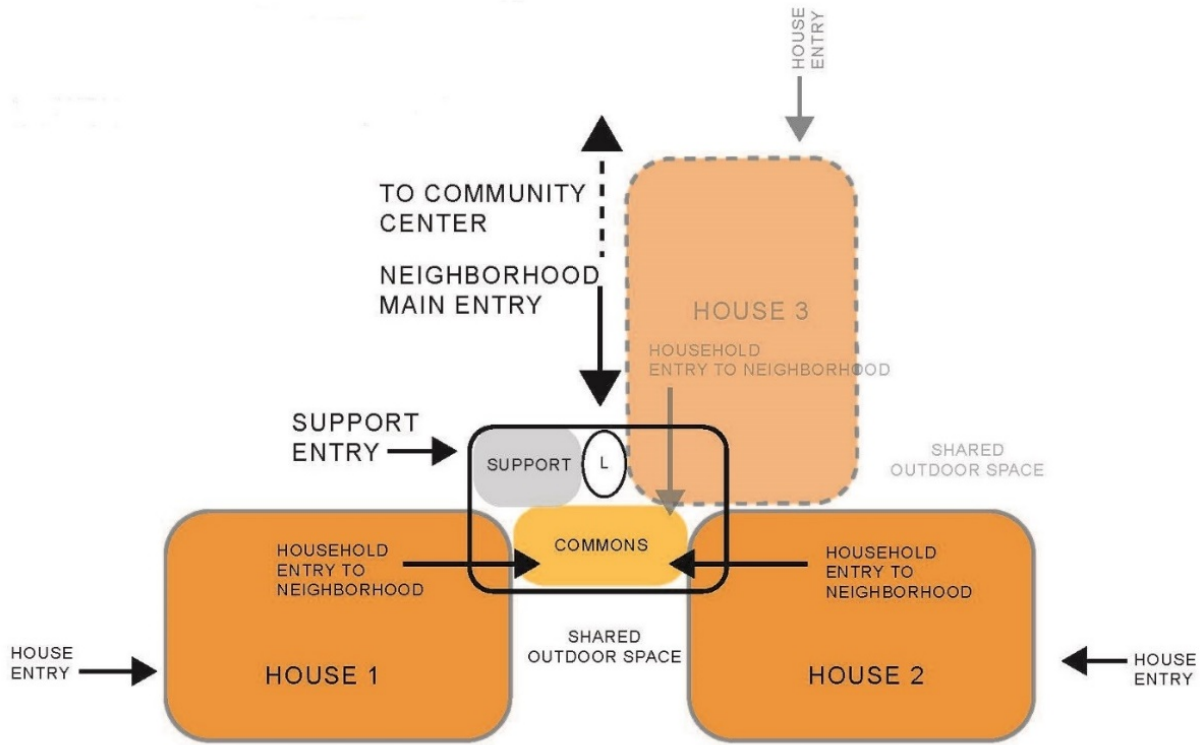 HOUSE
ENTRY
TO COMMUNITY
CENTER
NEIGHBORHOOD
MAIN ENTRY
HOUSE 3
HOUSEHOLD
ENTRY TO NEIGHBORHOOD
SUPPORT
ENTRY
SUPPORT
L
SHARED
OUTDOOR SPACE
COMMONS
HOUSEHOLD
ENTRY TO
NEIGHBORHOOD
HOUSEHOLD
ENTRY TO
NEIGHBORHOOD
HOUSE
ENTRY
HOUSE 1
SHARED
OUTDOOR SPACE
HOUSE 2
HOUSE
ENTRY